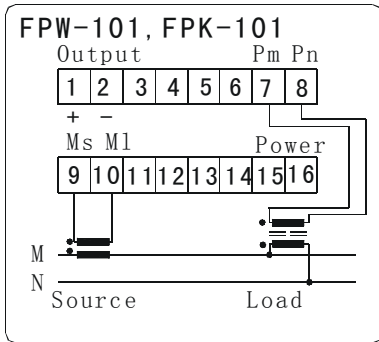 FPW-101, FPK-101
Output Pm Pn
1 2 3 4 5 6 7 8
+ −
Ms Ml Power
9 10 11 12 13 14 15 16
M
N
Source Load